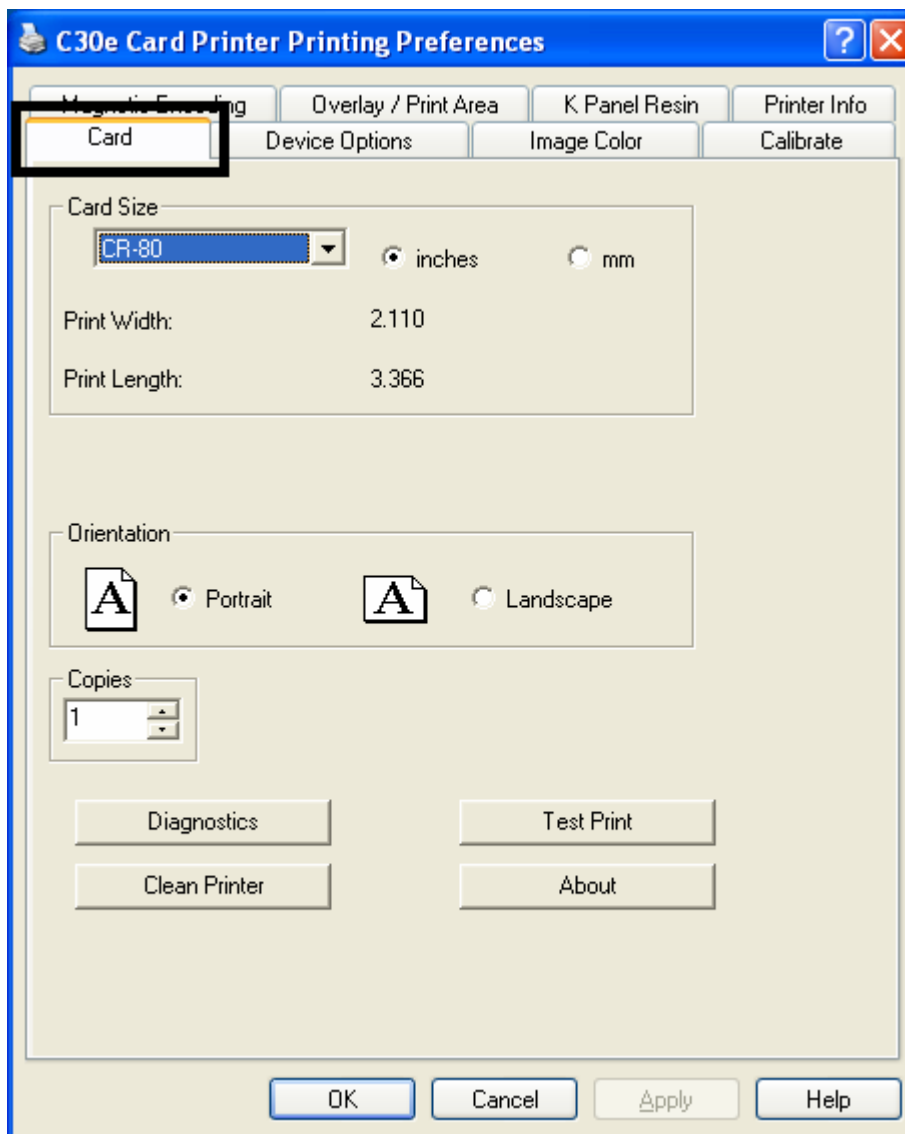 C30e Card Printer Printing Preferences
Magnetic Encoding Overlay / Print Area K Panel Resin Printer Info
Card Device Options Image Color Calibrate
Card Size
CR-80 inches mm
Print Width: 2.110
Print Length: 3.366
Orientation
A Portrait A Landscape
Copies
1
Diagnostics Test Print
Clean Printer About
OK Cancel Apply Help